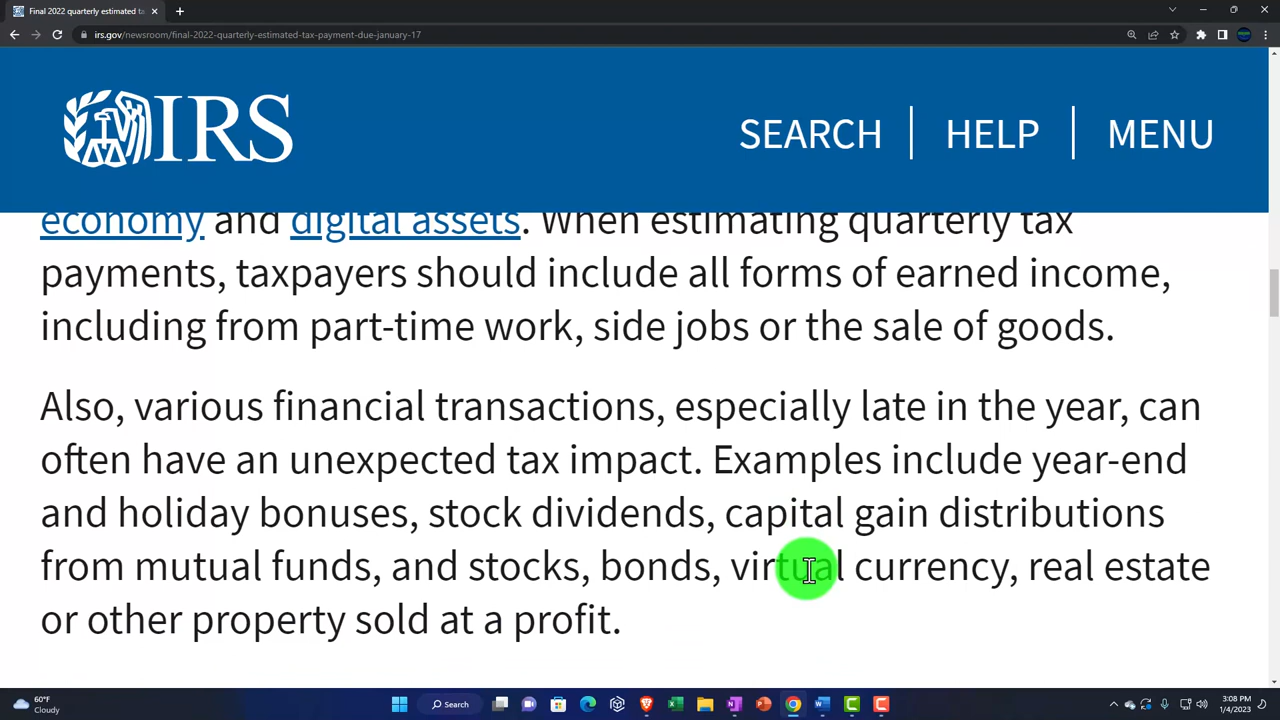 Final 2022 quarterly estimated ta
irs.gov/newsroom/final-2022-quarterly-estimated-tax-payment-due-january-17
IRS
SEARCH HELP MENU
economy and digital assets. When estimating quarterly tax
payments, taxpayers should include all forms of earned income,
including from part-time work, side jobs or the sale of goods.
Also, various financial transactions, especially late in the year, can
often have an unexpected tax impact. Examples include year-end
and holiday bonuses, stock dividends, capital gain distributions
from mutual funds, and stocks, bonds, virtual currency, real estate
or other property sold at a profit.
60°F
Cloudy
Search
3:08 PM
1/4/2023